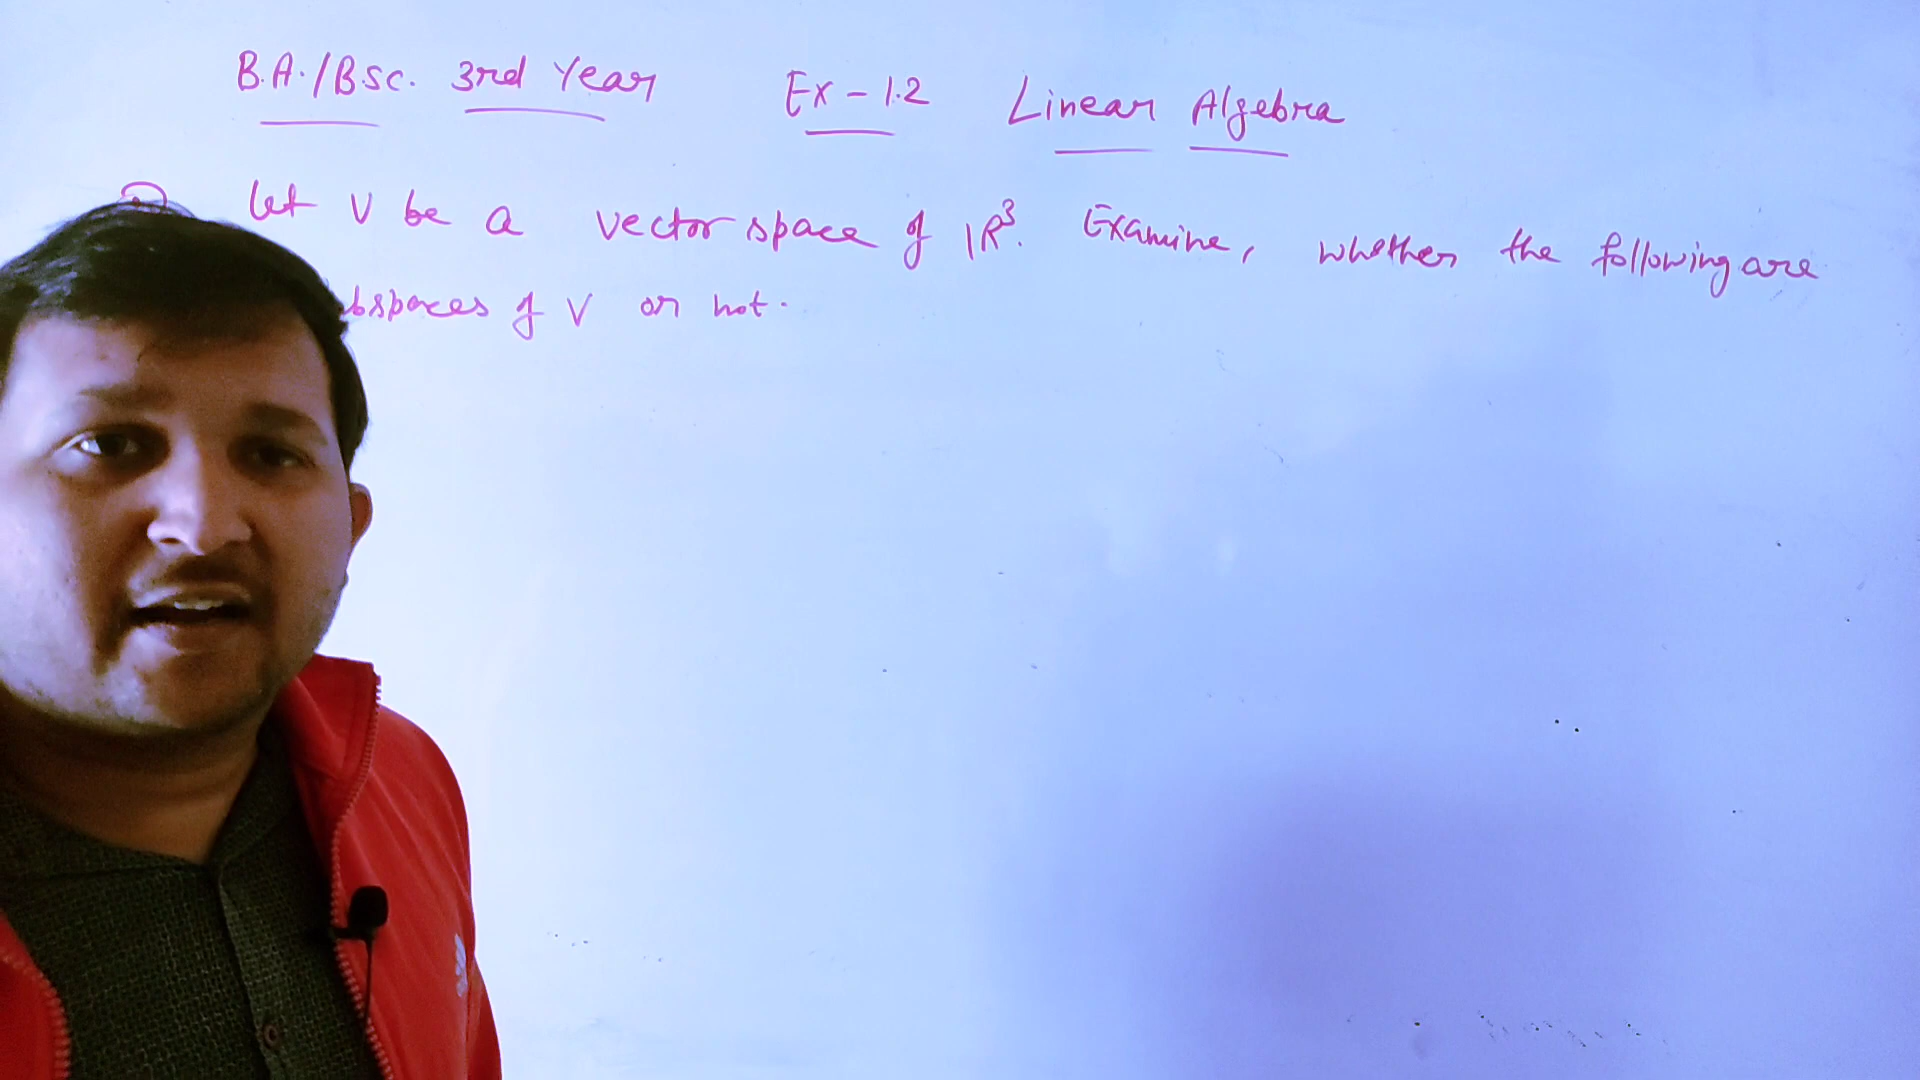 B.A./B.sc. 3rd Year Ex - 1.2 Linear Algebra
Let V be a vector space of IR³. Examine, whether the following are
bspaces of V or not.